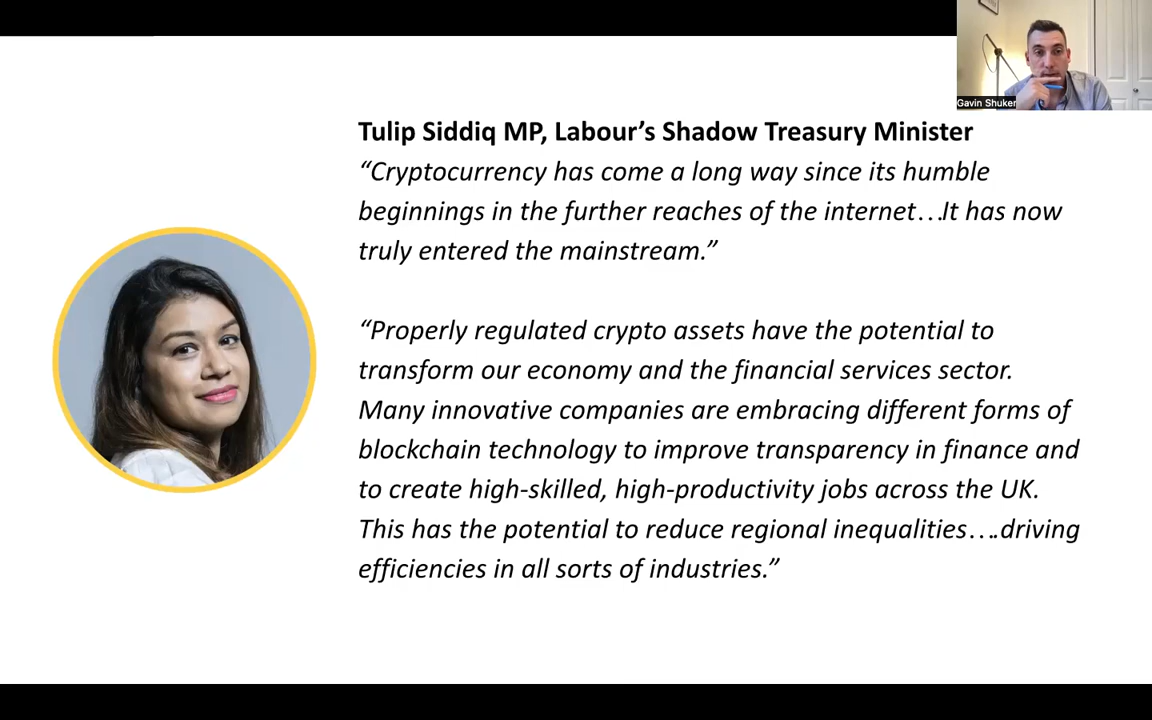 Gavin Shuker
Tulip Siddiq MP, Labour’s Shadow Treasury Minister
“Cryptocurrency has come a long way since its humble
beginnings in the further reaches of the internet…It has now
truly entered the mainstream.”
“Properly regulated crypto assets have the potential to
transform our economy and the financial services sector.
Many innovative companies are embracing different forms of
blockchain technology to improve transparency in finance and
to create high-skilled, high-productivity jobs across the UK.
This has the potential to reduce regional inequalities….driving
efficiencies in all sorts of industries.”